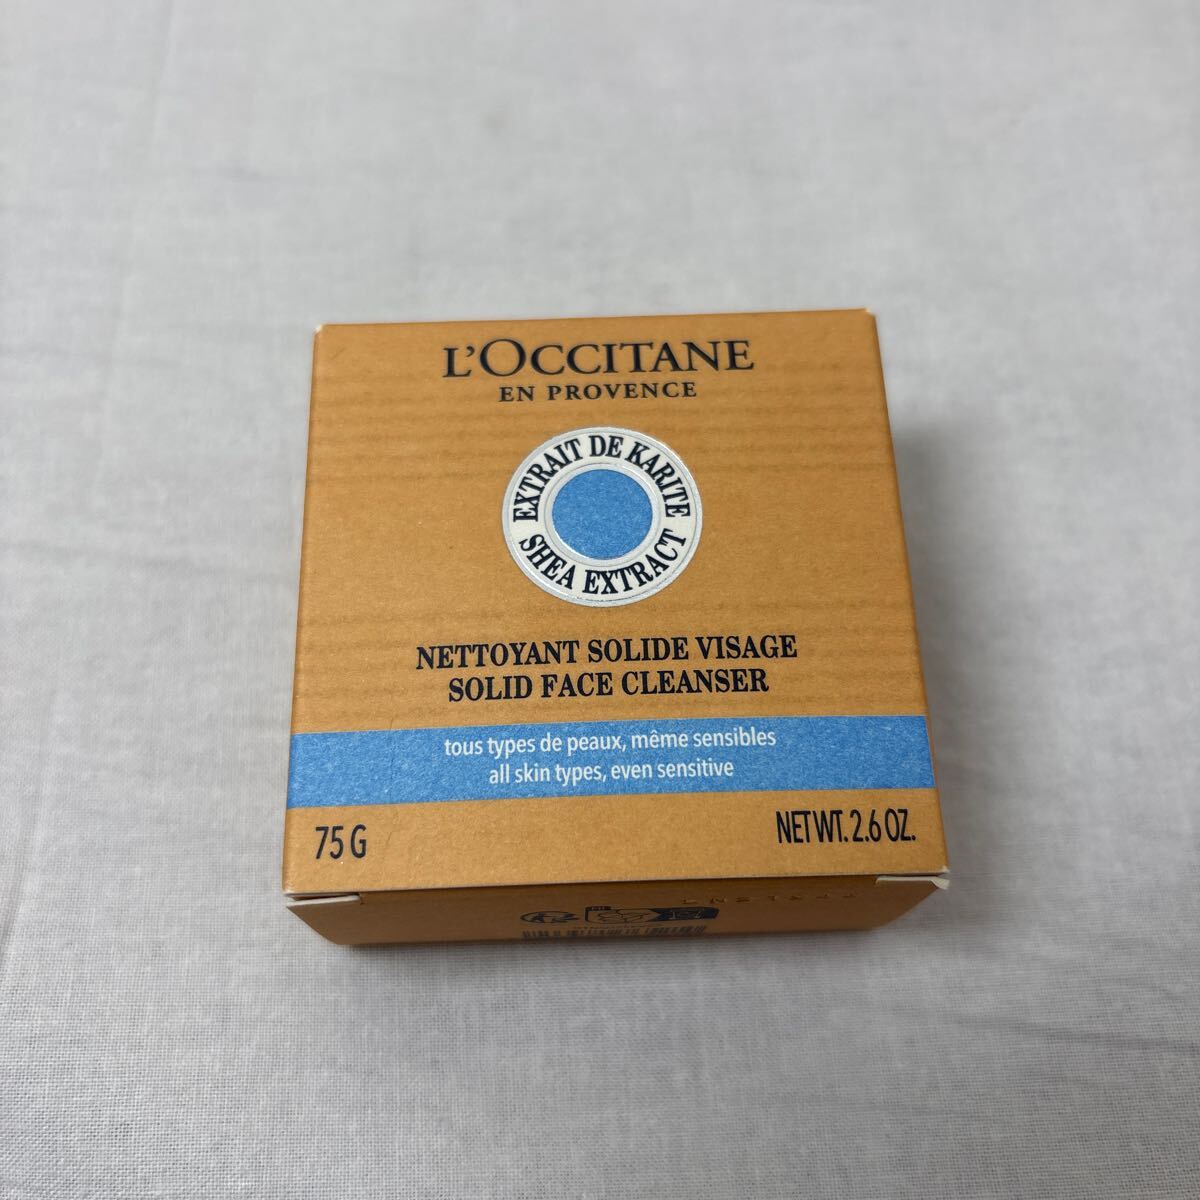 L'OCCITANE
EN PROVENCE
EXTRAIT DE KARITE
SHEA EXTRACT
NETTOYANT SOLIDE VISAGE
SOLID FACE CLEANSER
tous types de peaux, même sensibles
all skin types, even sensitive
75 G
NET WT. 2.6 OZ.